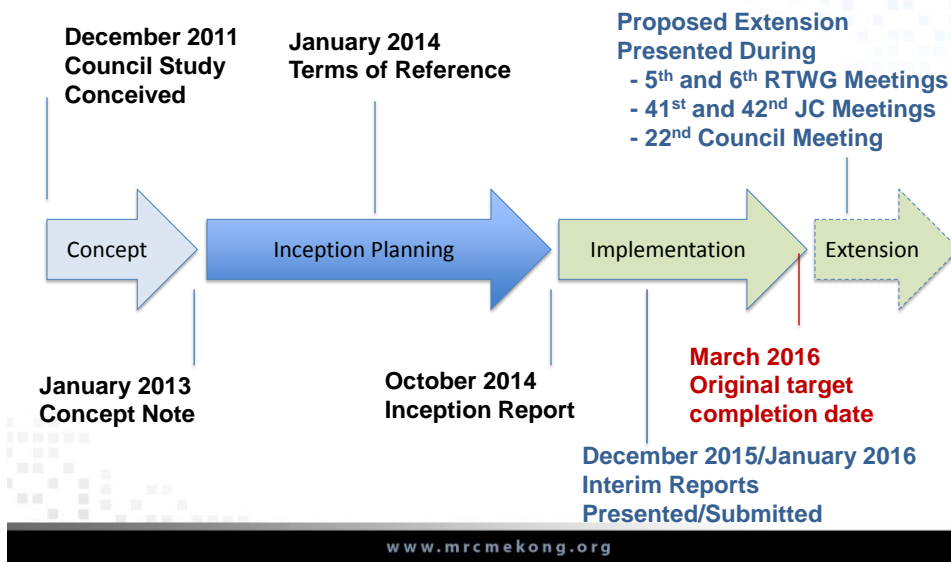 December 2011
Council Study
Conceived
January 2014
Terms of Reference
Proposed Extension
Presented During
- 5th and 6th RTWG Meetings
- 41st and 42nd JC Meetings
- 22nd Council Meeting
Concept
Inception Planning
Implementation
Extension
January 2013
Concept Note
October 2014
Inception Report
March 2016
Original target
completion date
December 2015/January 2016
Interim Reports
Presented/Submitted
www.mrcmekong.org